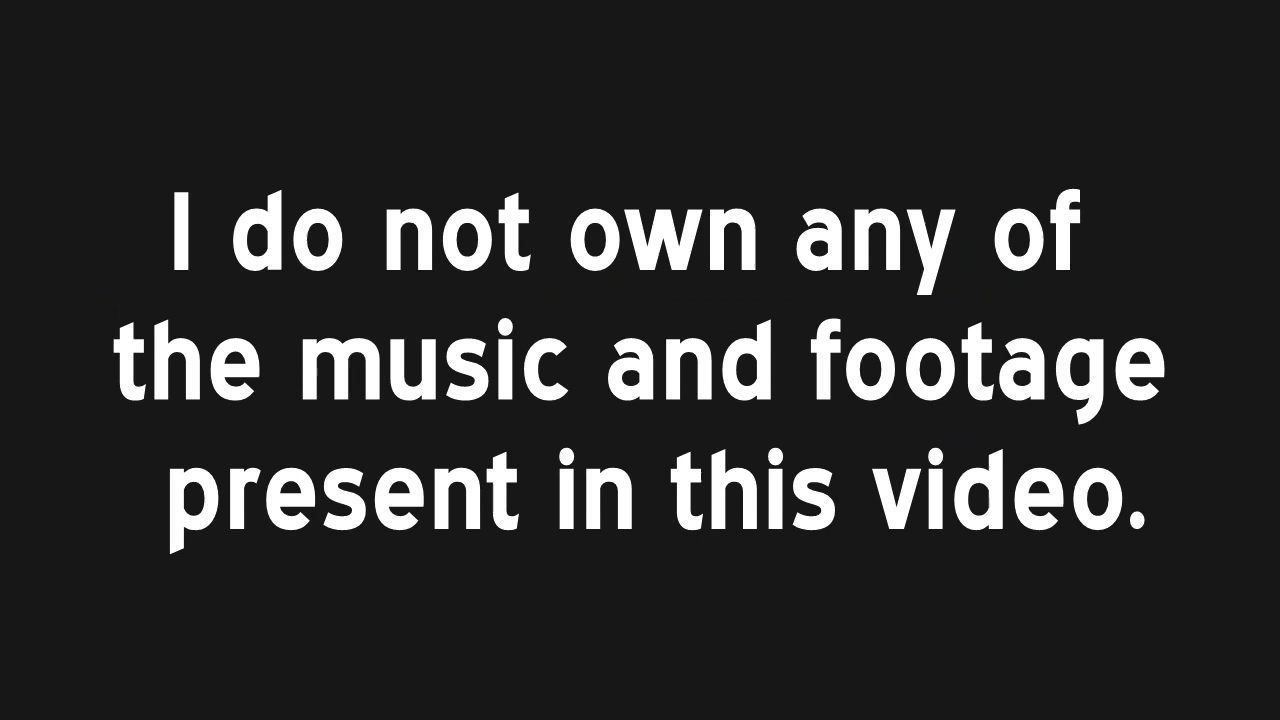 I do not own any of
the music and footage
present in this video.